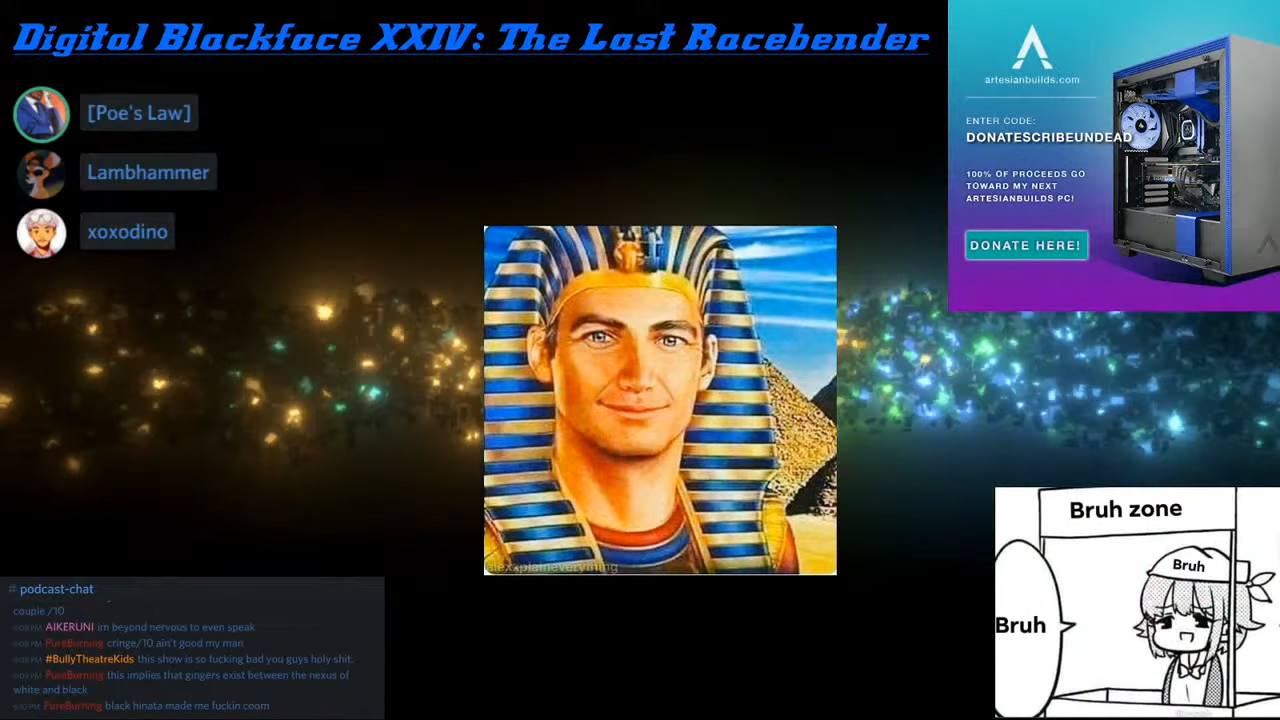 Digital Blackface XXIV: The Last Racebender
[Poe's Law]
Lambhammer
xoxodino
artesianbuilds.com
ENTER CODE:
DONATESCRIBEUNDEAD
100% OF PROCEEDS GO
TOWARD MY NEXT
ARTESIANBUILDS PC!
DONATE HERE!
Bruh zone
Bruh
Bruh
# podcast-chat
couple /10
AIKERUNI im beyond nervous to even speak
PureBurning cringe/10 ain't good my man
#BullyTheatreKids this show is so fucking bad you guys holy shit.
PureBurning this implies that gingers exist between the nexus of
white and black
PureBurning black hinata made me fuckin coom